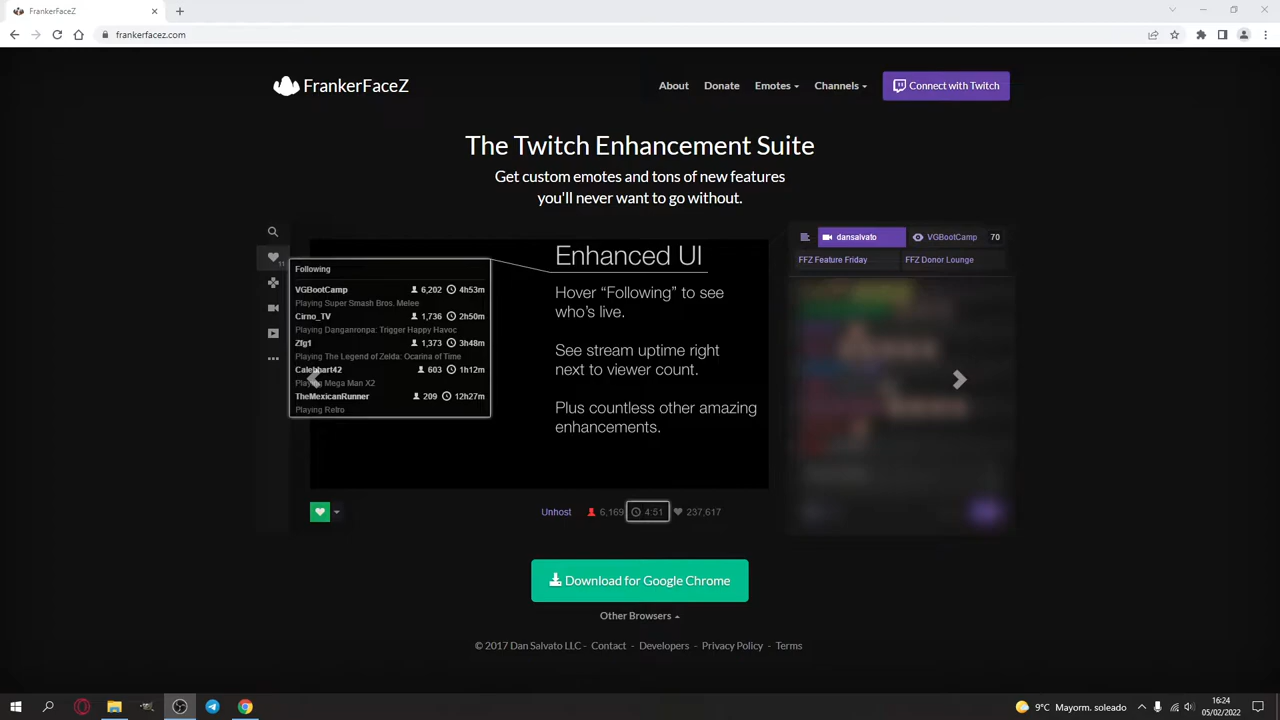 FrankerFaceZ
frankerfacez.com
FrankerFaceZ
About
Donate
Emotes
Channels
Connect with Twitch
The Twitch Enhancement Suite
Get custom emotes and tons of new features
you'll never want to go without.
11
Following
VGBootCamp 6,202 4h53m
Playing Super Smash Bros. Melee
Cirno_TV 1,736 2h50m
Playing Danganronpa: Trigger Happy Havoc
Zfg1 1,373 3h48m
Playing The Legend of Zelda: Ocarina of Time
Calebhart42 603 1h12m
Playing Mega Man X2
TheMexicanRunner 209 12h27m
Playing Retro
Enhanced UI
Hover “Following” to see
who's live.
See stream uptime right
next to viewer count.
Plus countless other amazing
enhancements.
dansalvato
VGBootCamp 70
FFZ Feature Friday
FFZ Donor Lounge
Unhost 6,169 4:51 237,617
Download for Google Chrome
Other Browsers
© 2017 Dan Salvato LLC - Contact - Developers - Privacy Policy - Terms
9°C Mayorm. soleado
16:24
05/02/2022